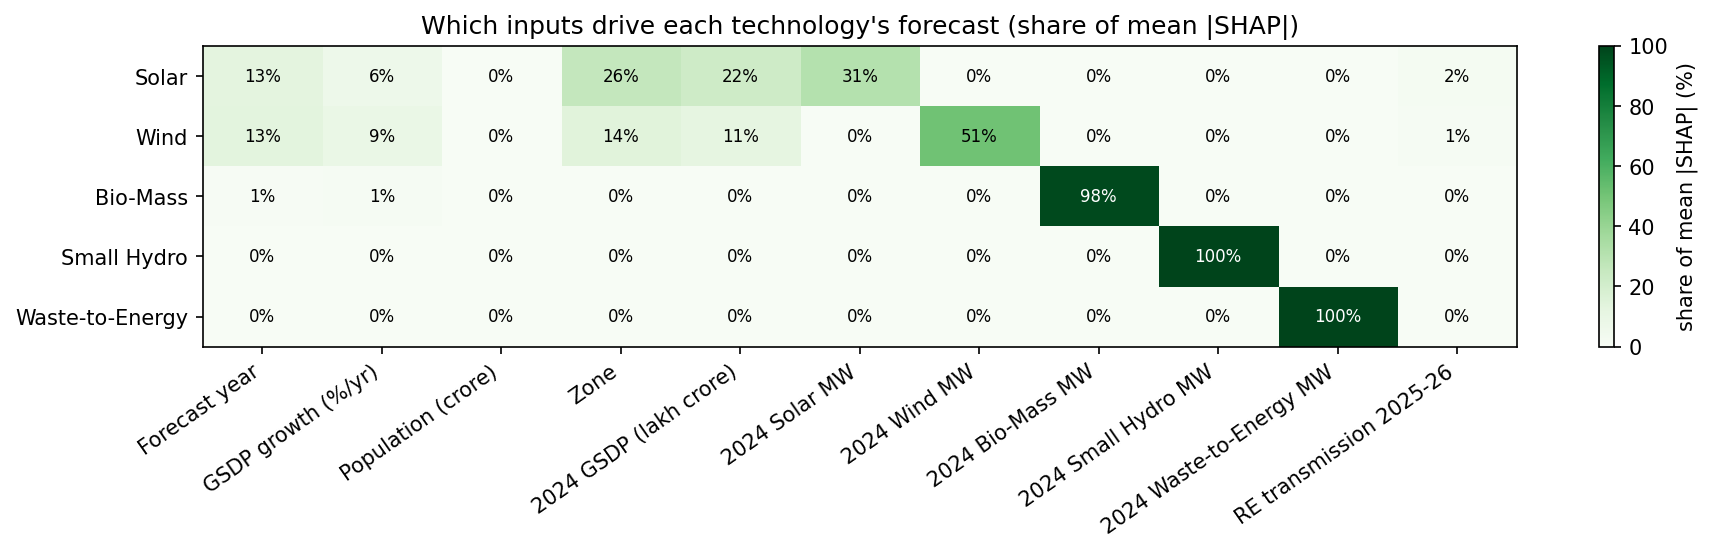 Which inputs drive each technology's forecast (share of mean |SHAP|)
Solar 13% 6% 0% 26% 22% 31% 0% 0% 0% 0% 2%
Wind 13% 9% 0% 14% 11% 0% 51% 0% 0% 0% 1%
Bio-Mass 1% 1% 0% 0% 0% 0% 0% 98% 0% 0% 0%
Small Hydro 0% 0% 0% 0% 0% 0% 0% 0% 100% 0% 0%
Waste-to-Energy 0% 0% 0% 0% 0% 0% 0% 0% 0% 100% 0%
Forecast year
GSDP growth (%/yr)
Population (crore)
Zone
2024 GSDP (lakh crore)
2024 Solar MW
2024 Wind MW
2024 Bio-Mass MW
2024 Small Hydro MW
2024 Waste-to-Energy MW
RE transmission 2025-26
100
80
60
40
20
0
share of mean |SHAP| (%)